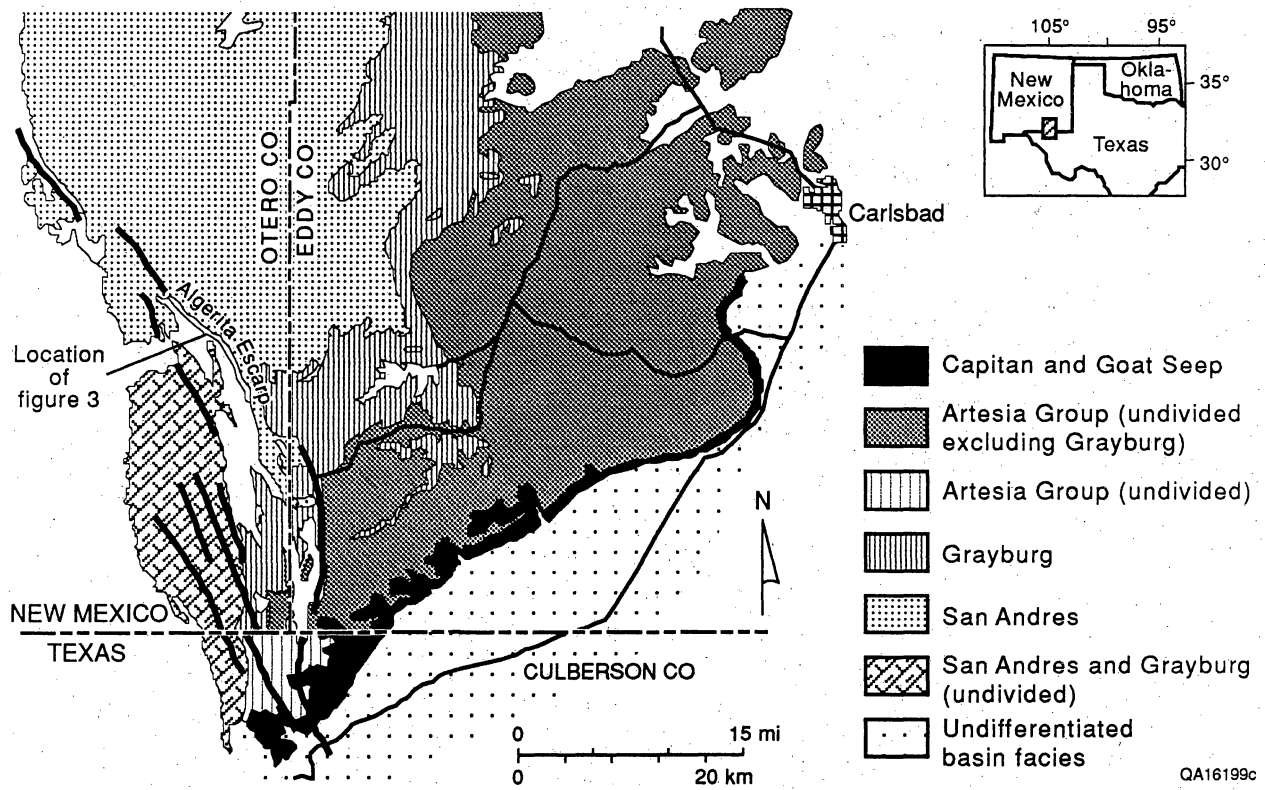 105° 95°
New
Mexico
Okla-
homa
Texas
35°
30°
OTERO CO
EDDY CO
Carlsbad
Algerita Escarp.
Location
of
figure 3
NEW MEXICO
TEXAS
CULBERSON CO
N
0 15 mi
0 20 km
Capitan and Goat Seep
Artesia Group (undivided
excluding Grayburg)
Artesia Group (undivided)
Grayburg
San Andres
San Andres and Grayburg
(undivided)
Undifferentiated
basin facies
QA16199c